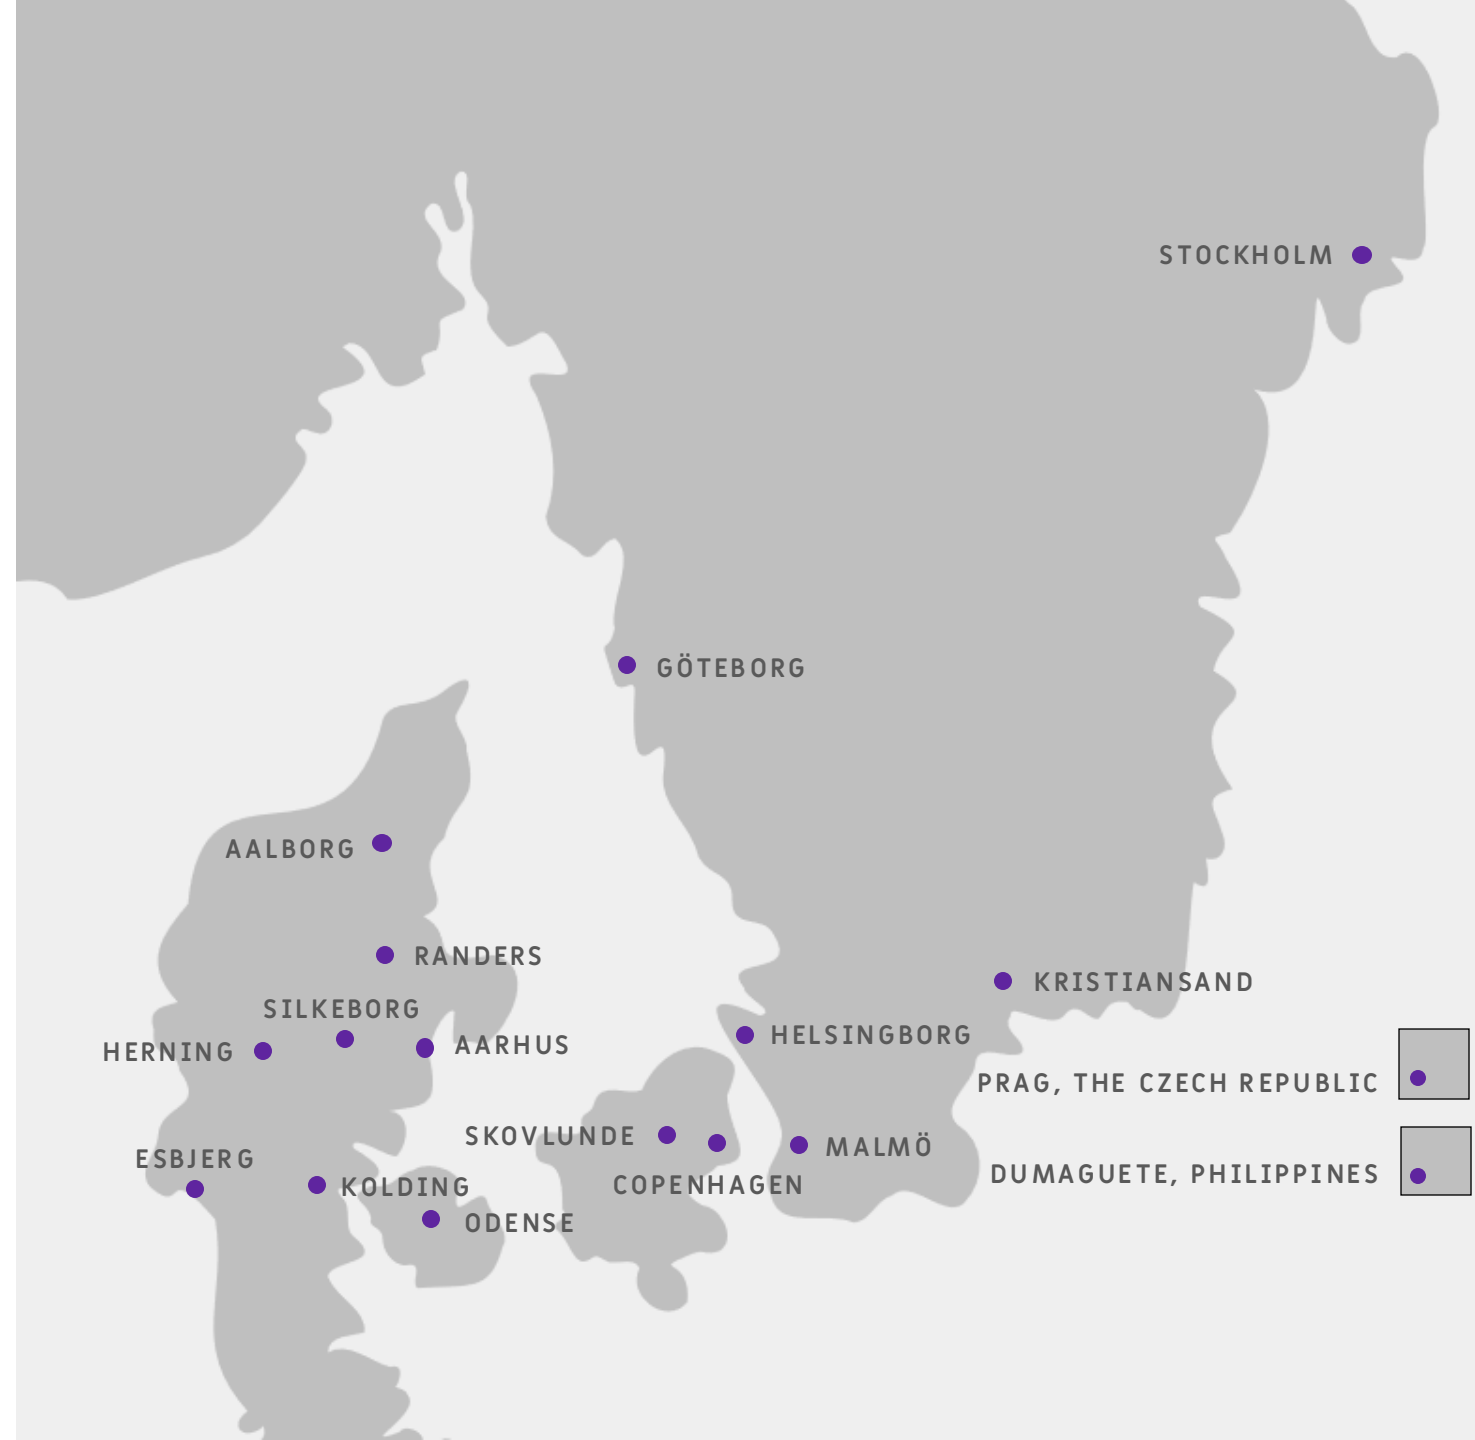 STOCKHOLM
GÖTEBORG
AALBORG
RANDERS
KRISTIANSAND
SILKEBORG
HELSINGBORG
AARHUS
HERNING
PRAG, THE CZECH REPUBLIC
SKOVLUNDE
MALMÖ
ESBJERG
DUMAGUETE, PHILIPPINES
COPENHAGEN
KOLDING
ODENSE